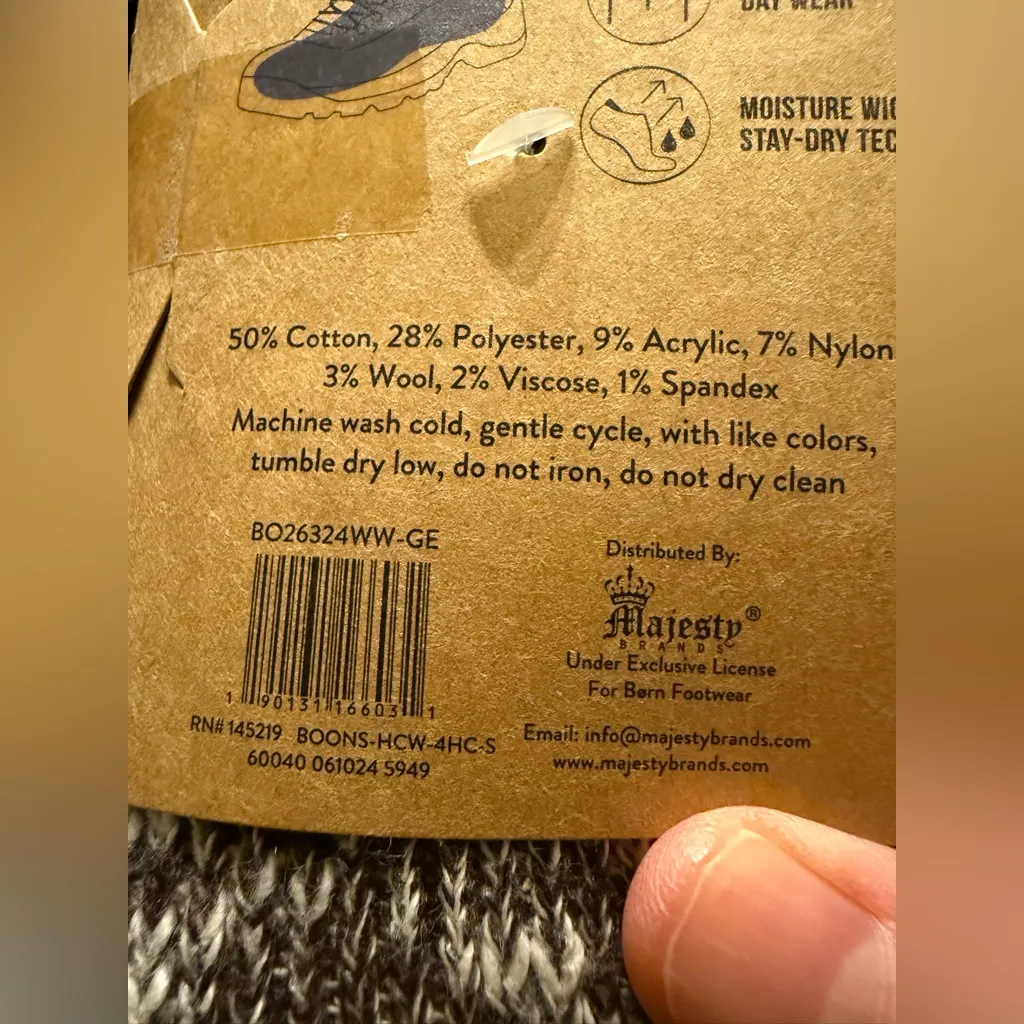 DAY WEAR
MOISTURE WIC
STAY-DRY TEC
50% Cotton, 28% Polyester, 9% Acrylic, 7% Nylon
3% Wool, 2% Viscose, 1% Spandex
Machine wash cold, gentle cycle, with like colors,
tumble dry low, do not iron, do not dry clean
BO26324WW-GE
1 90131 16603 1
RN# 145219 BOONS-HCW-4HC-S
60040 061024 5949
Distributed By:
Majesty®
BRANDS
Under Exclusive License
For Børn Footwear
Email: info@majestybrands.com
www.majestybrands.com